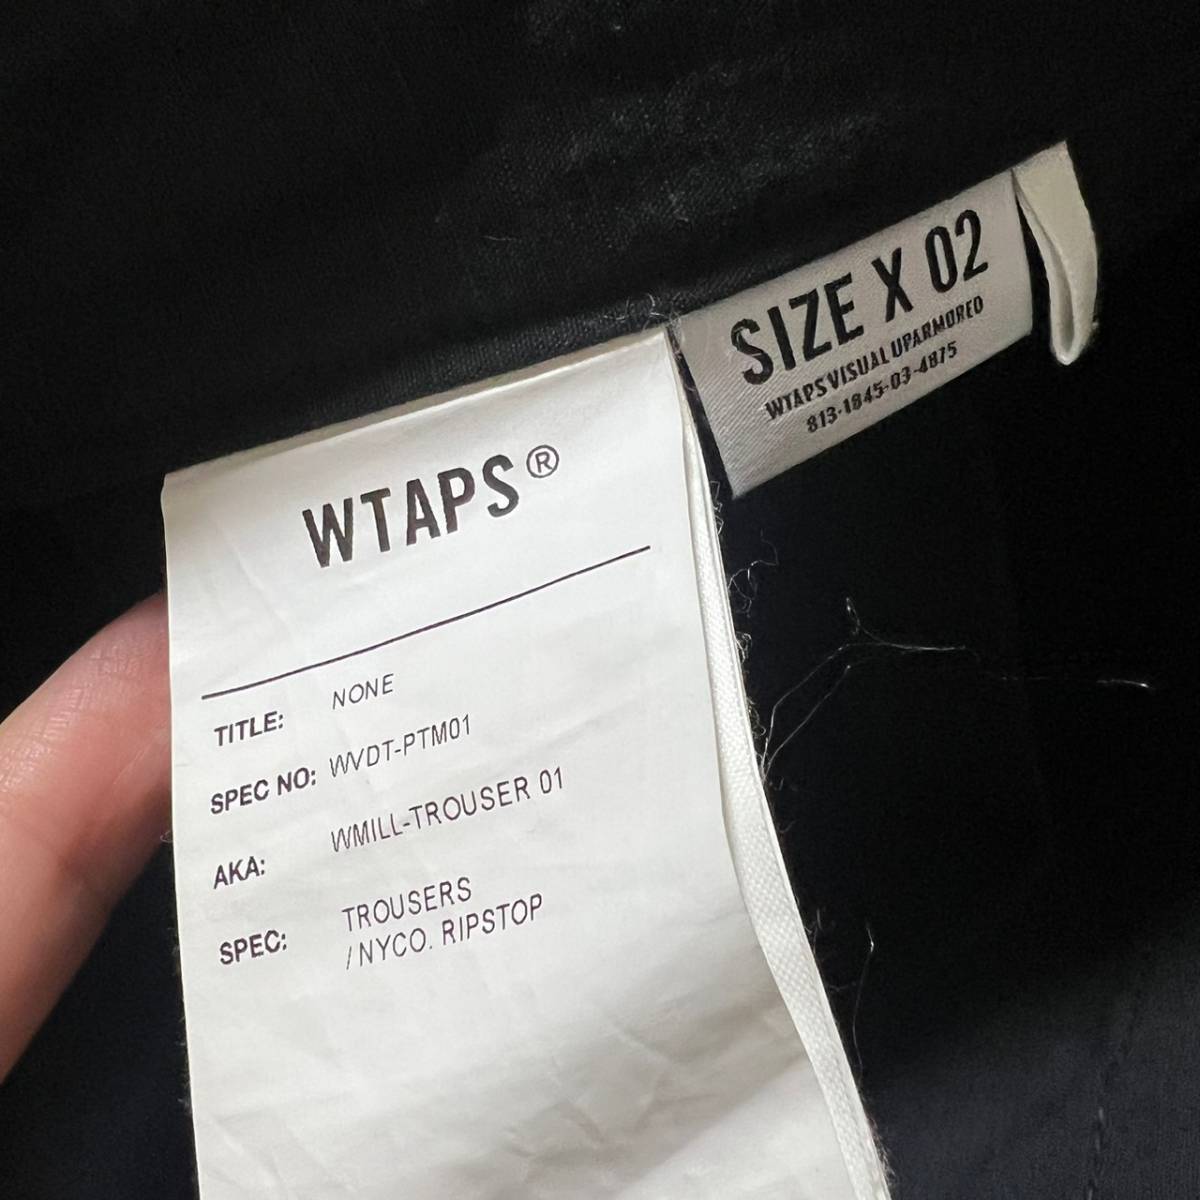 SIZE X 02
WTAPS VISUAL UPARMORED
813-1845-03-4875
WTAPS®
TITLE: NONE
SPEC NO: WVDT-PTM01
AKA: WMILL-TROUSER 01
SPEC: TROUSERS
/ NYCO. RIPSTOP